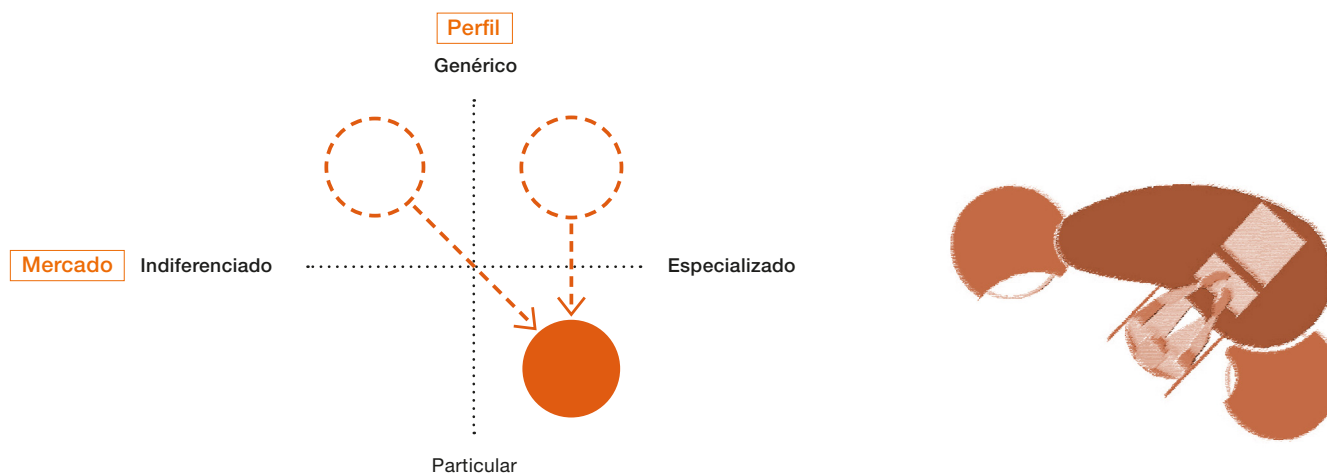 Perfil
Genérico
Mercado
Indiferenciado
Especializado
Particular